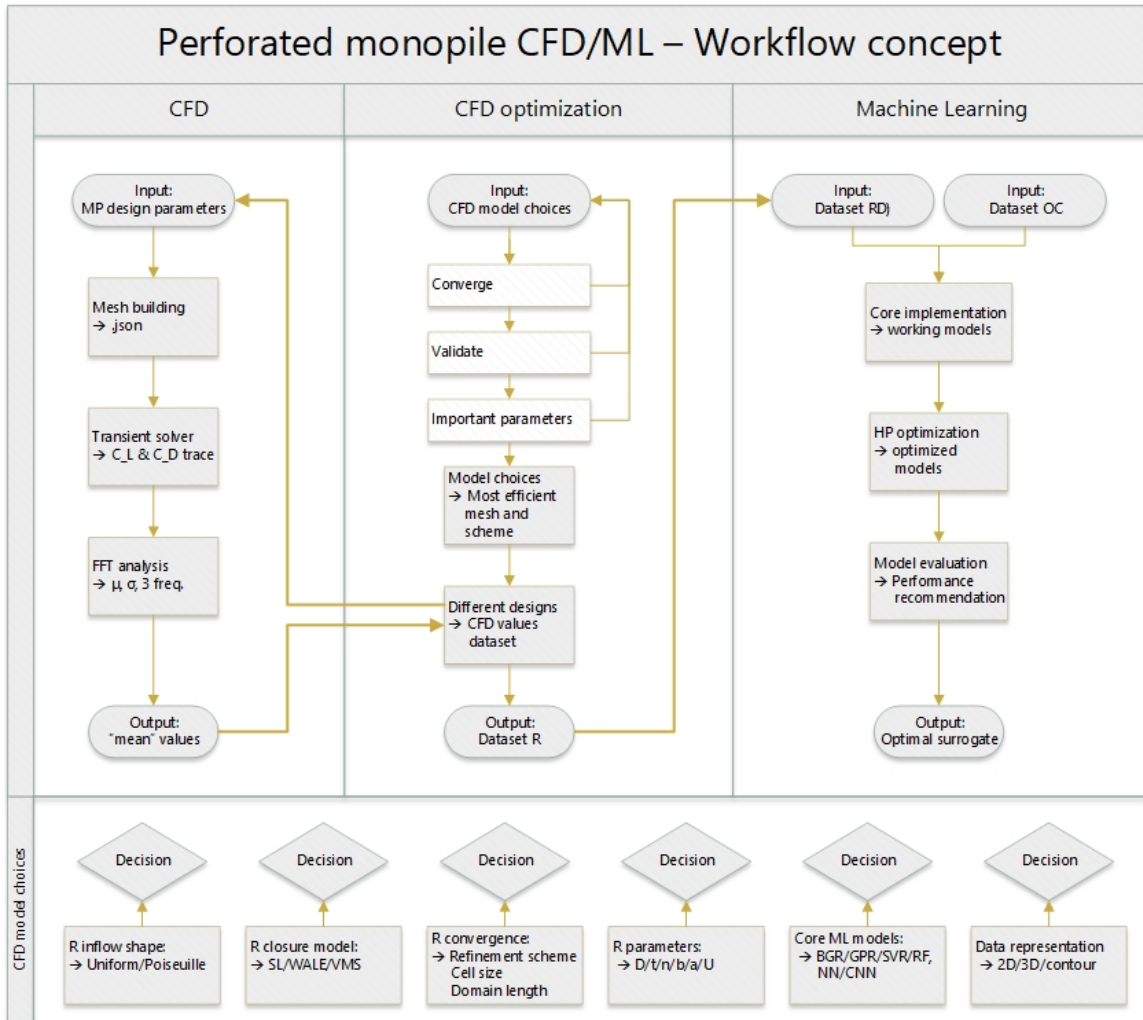 Perforated monopile CFD/ML – Workflow concept
CFD
CFD optimization
Machine Learning
Input:
MP design parameters
Mesh building
→ .json
Transient solver
→ C_L & C_D trace
FFT analysis
→ μ, σ, 3 freq.
Output:
"mean" values
Input:
CFD model choices
Converge
Validate
Important parameters
Model choices
→ Most efficient
mesh and
scheme
Different designs
→ CFD values
dataset
Output:
Dataset R
Input:
Dataset RD)
Input:
Dataset OC
Core implementation
→ working models
HP optimization
→ optimized
models
Model evaluation
→ Performance
recommendation
Output:
Optimal surrogate
CFD model choices
Decision
Decision
Decision
Decision
Decision
Decision
R inflow shape:
→ Uniform/Poiseuille
R closure model:
→ SL/WALE/VMS
R convergence:
→ Refinement scheme
Cell size
Domain length
R parameters:
→ D/t/n/b/a/U
Core ML models:
→ BGR/GPR/SVR/RF,
NN/CNN
Data representation
→ 2D/3D/contour